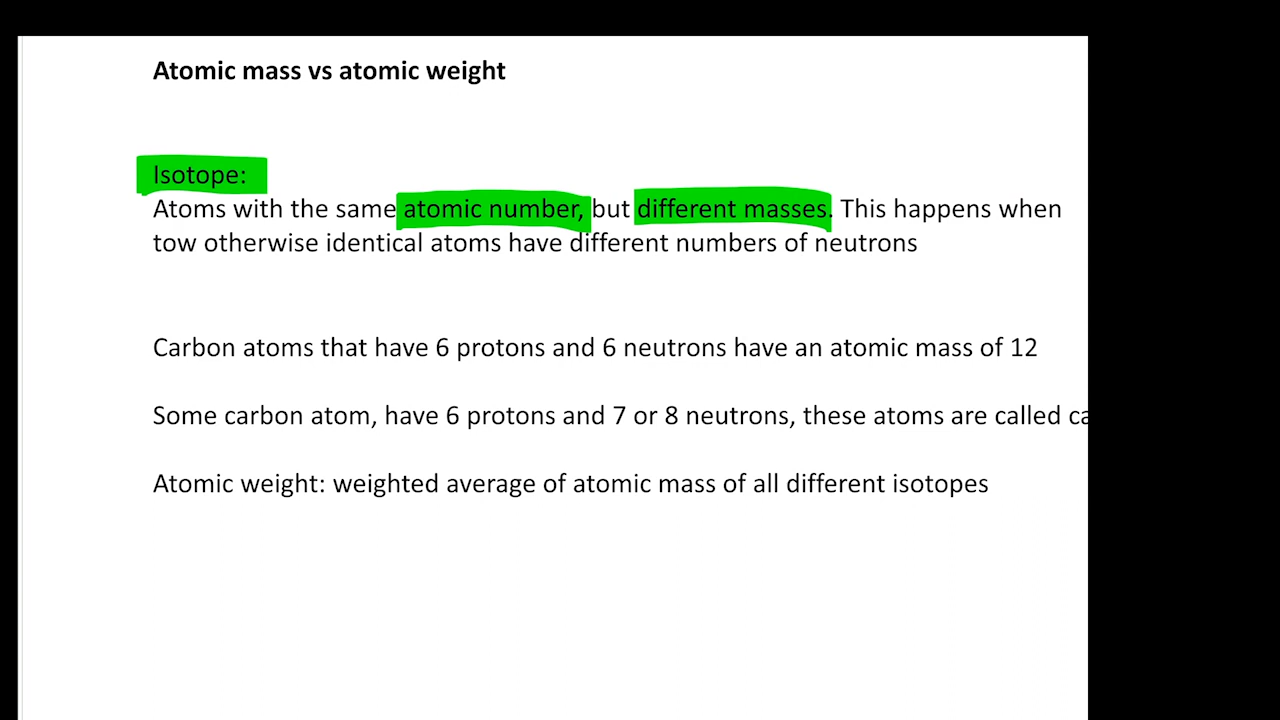 Atomic mass vs atomic weight
Isotope:
Atoms with the same atomic number, but different masses. This happens when
tow otherwise identical atoms have different numbers of neutrons
Carbon atoms that have 6 protons and 6 neutrons have an atomic mass of 12
Some carbon atom, have 6 protons and 7 or 8 neutrons, these atoms are called
Atomic weight: weighted average of atomic mass of all different isotopes